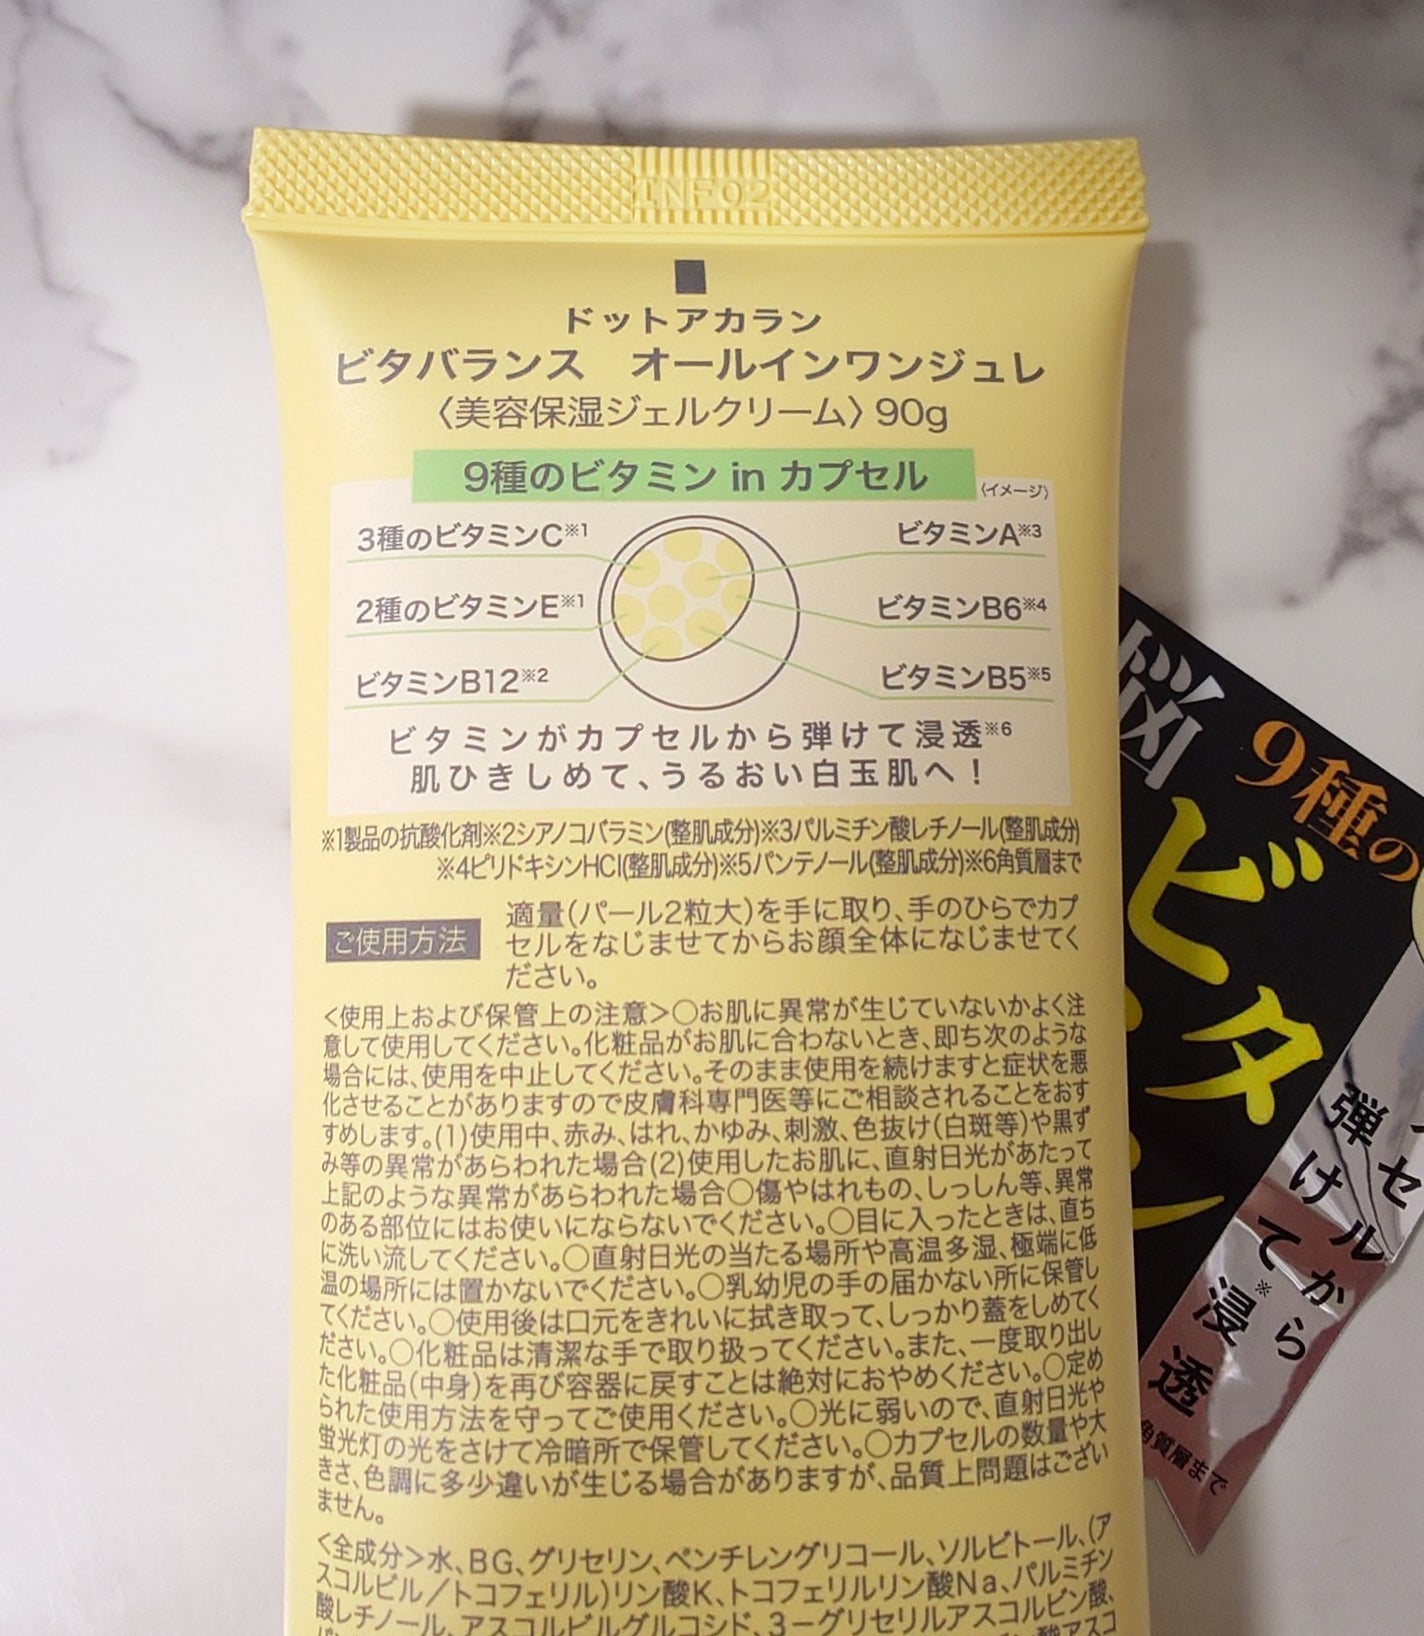 1NF02
ドットアカラン
ビタバランス　オールインワンジュレ
〈美容保湿ジェルクリーム〉90g
9種のビタミン in カプセル
(イメージ)
3種のビタミンC※1
ビタミンA※3
2種のビタミンE※1
ビタミンB6※4
ビタミンB12※2
ビタミンB5※5
ビタミンがカプセルから弾けて浸透※6
肌ひきしめて、うるおい白玉肌へ！
※1製品の抗酸化剤※2シアノコバラミン(整肌成分)※3パルミチン酸レチノール(整肌成分)
※4ピリドキシンHCl(整肌成分)※5パンテノール(整肌成分)※6角質層まで
ご使用方法
適量(パール2粒大)を手に取り、手のひらでカプ
セルをなじませてからお顔全体になじませてく
ださい。
＜使用上および保管上の注意＞○お肌に異常が生じていないかよく注
意して使用してください。化粧品がお肌に合わないとき、即ち次のような
場合には、使用を中止してください。そのまま使用を続けますと症状を悪
化させることがありますので皮膚科専門医等にご相談されることをおす
すめします。(1)使用中、赤み、はれ、かゆみ、刺激、色抜け(白斑等)や黒ず
み等の異常があらわれた場合(2)使用したお肌に、直射日光があたって
上記のような異常があらわれた場合○傷やはれもの、しっしん等、異常
のある部位にはお使いにならないでください。○目に入ったときは、直ち
に洗い流してください。○直射日光の当たる場所や高温多湿、極端に低
温の場所には置かないでください。○乳幼児の手の届かない所に保管し
てください。○使用後は口元をきれいに拭き取って、しっかり蓋をしめてく
ださい。○化粧品は清潔な手で取り扱ってください。また、一度取り出し
た化粧品(中身)を再び容器に戻すことは絶対におやめください。○定め
られた使用方法を守ってご使用ください。○光に弱いので、直射日光や
蛍光灯の光をさけて冷暗所で保管してください。○カプセルの数量や大
きさ、色調に多少違いが生じる場合がありますが、品質上問題はござい
ません。
＜全成分＞水、BG、グリセリン、ペンチレングリコール、ソルビトール、(ア
スコルビル／トコフェリル)リン酸K、トコフェリルリン酸Na、パルミチン
酸レチノール、アスコルビルグルコシド、3－グリセリルアスコルビン酸、
酸アスコ
悩
9種の
ビタ
セルから
弾けて※浸透
角質層まで